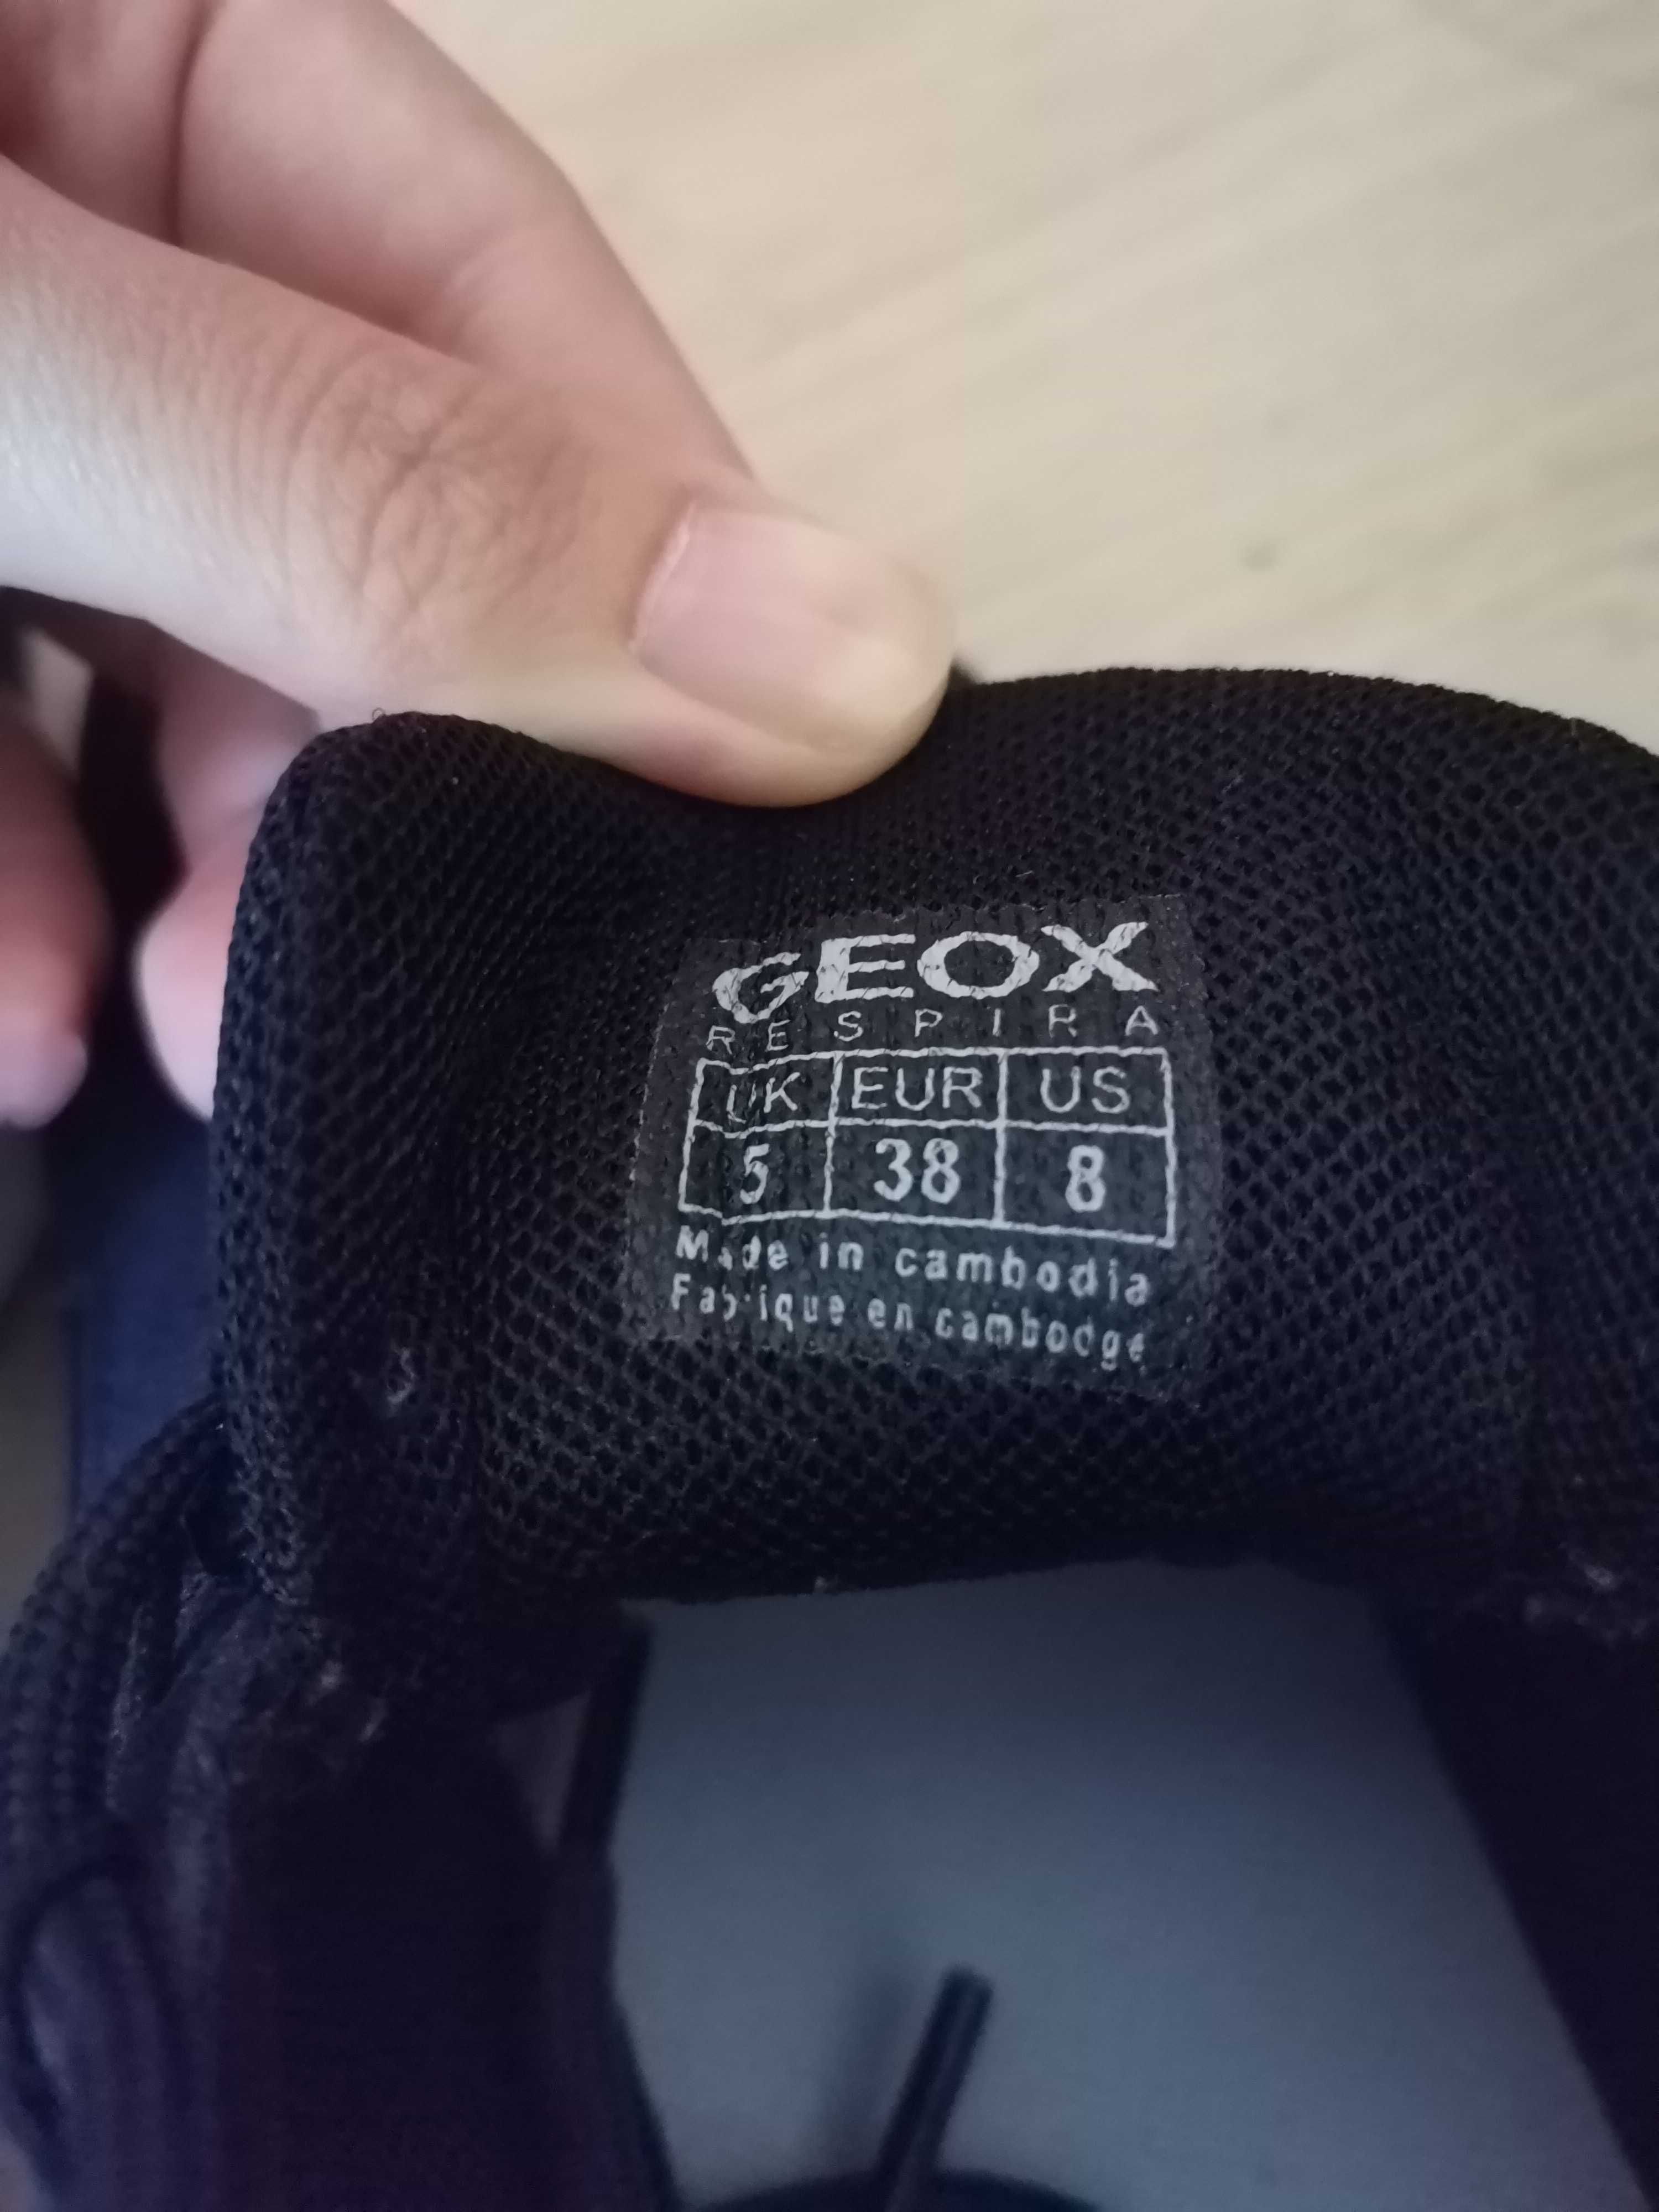 GEOX
RESPIRA
UK EUR US
5 38 8
Made in cambodia
Fabrique en cambodge